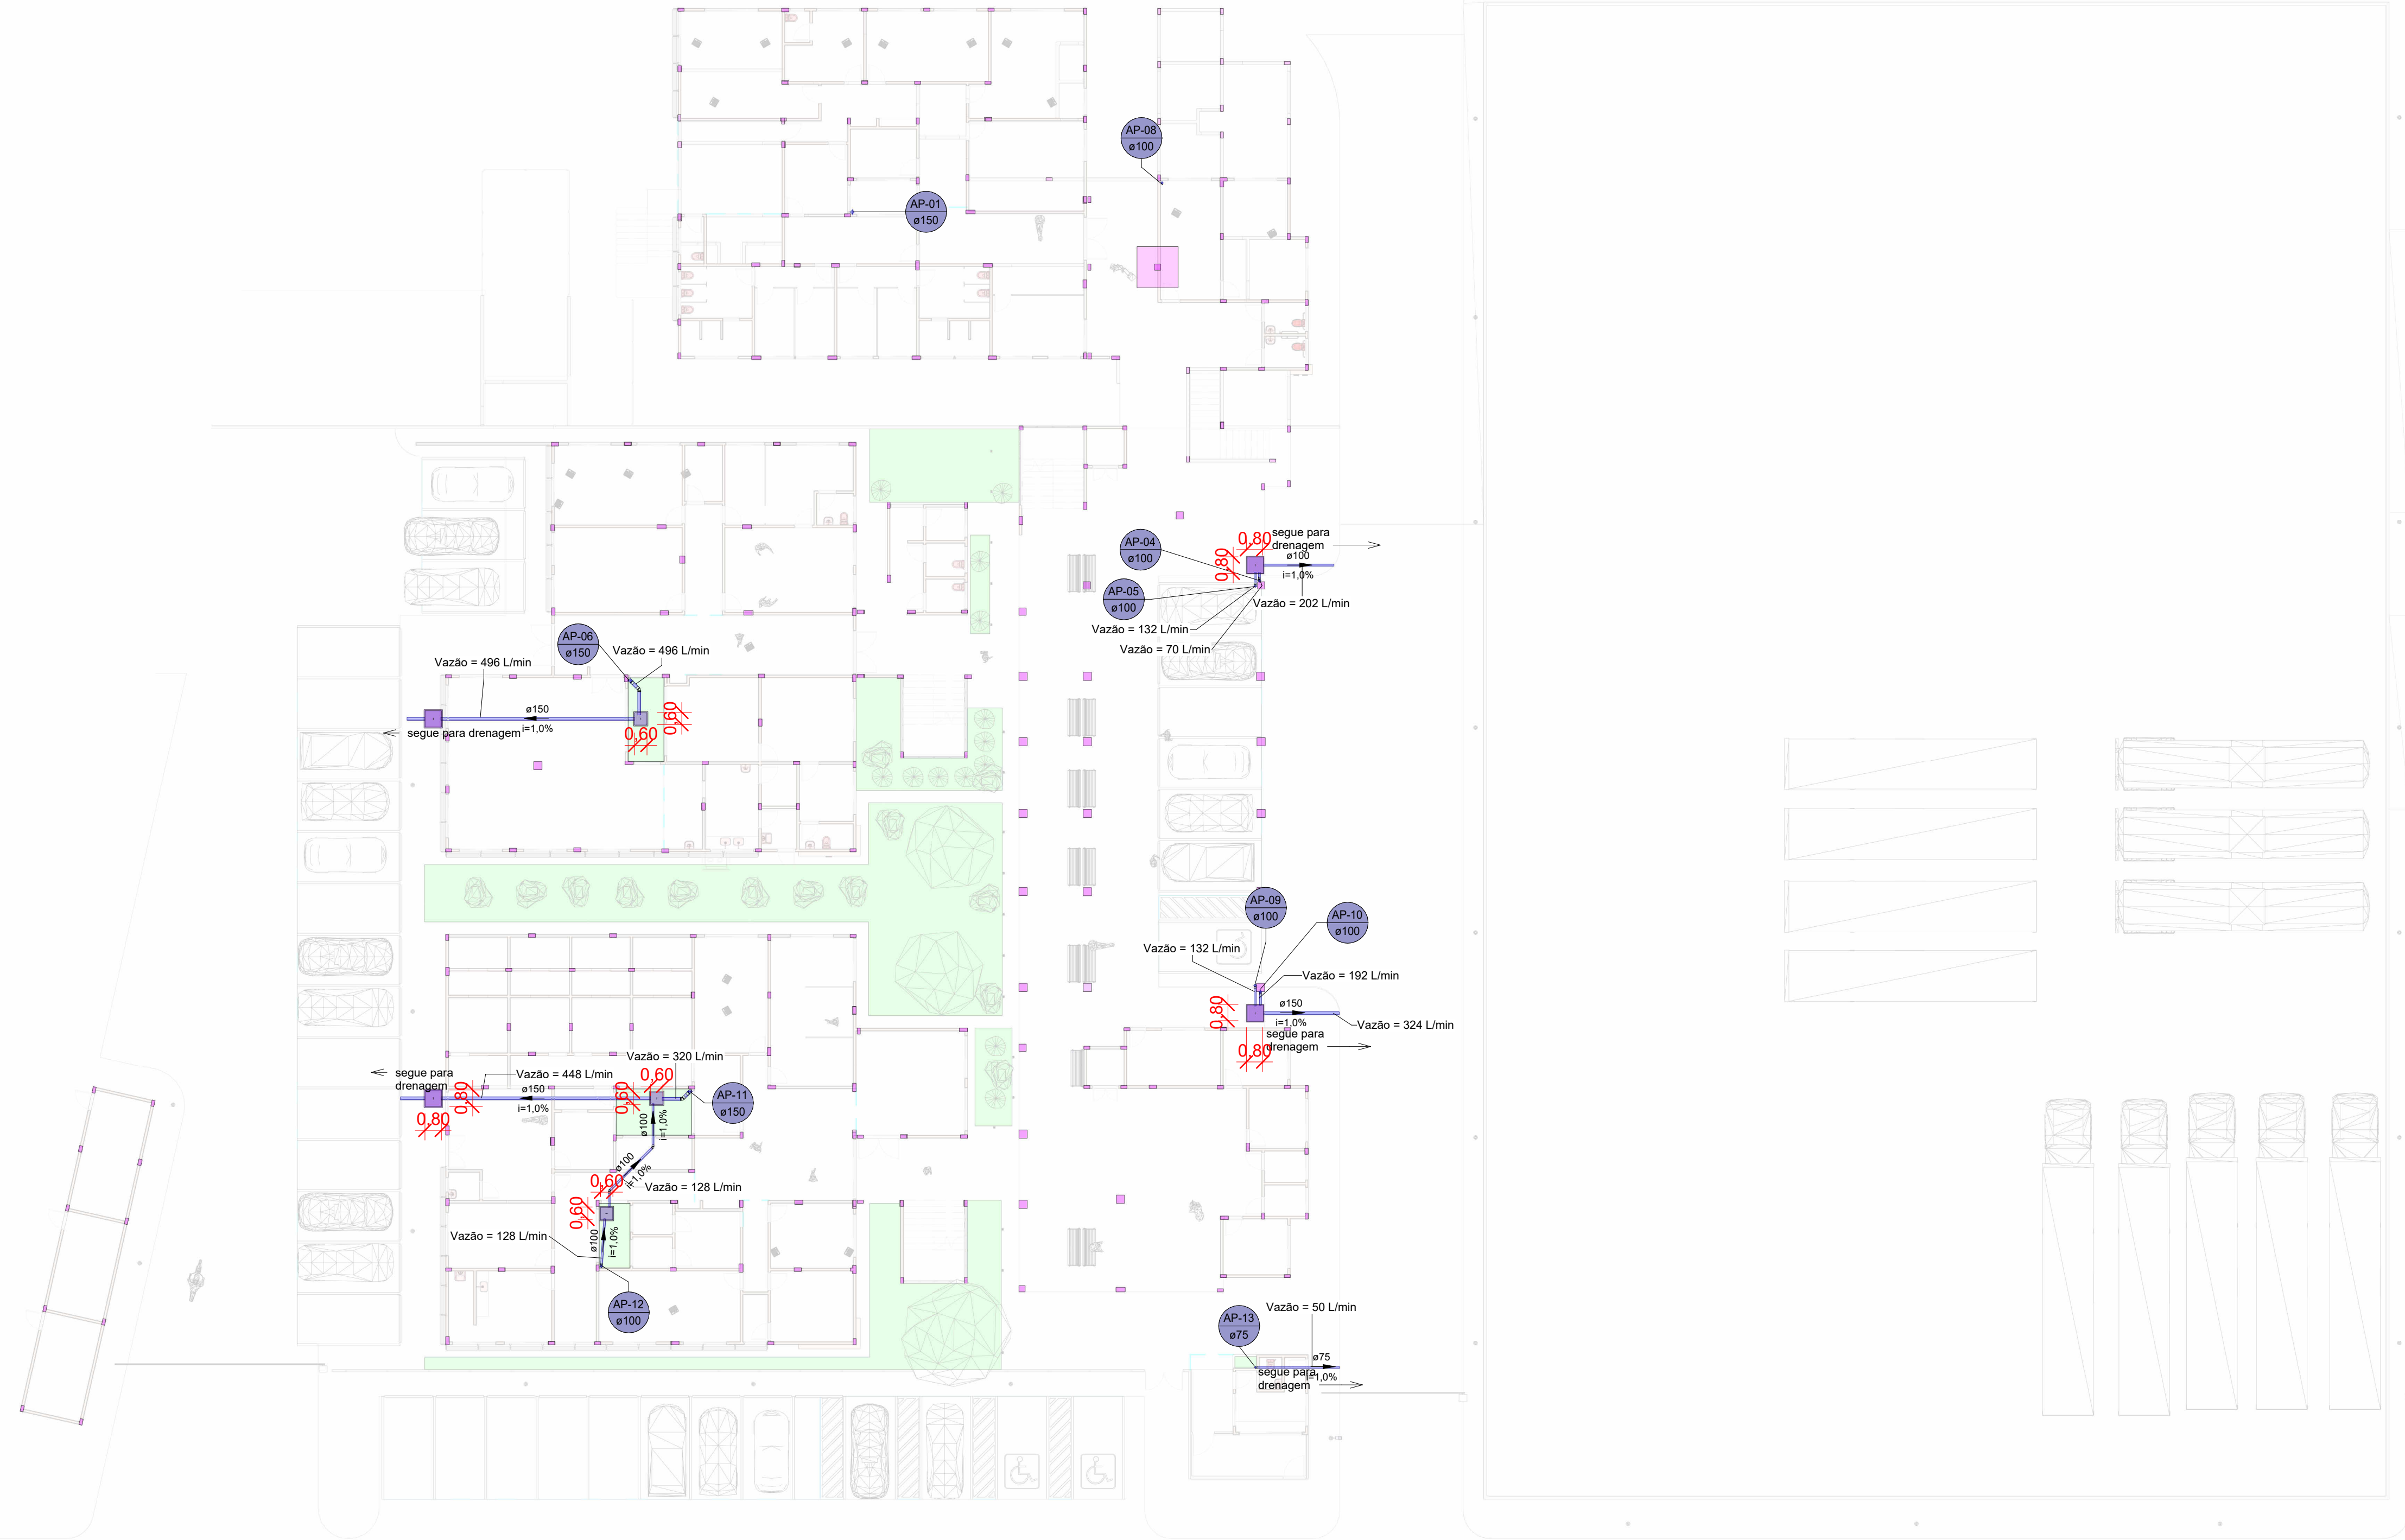 AP-08
ø100
AP-01
ø150
AP-04
ø100
0,80
0,80
segue para
drenagem
ø100
i=1,0%
AP-05
ø100
Vazão = 202 L/min
Vazão = 132 L/min
Vazão = 70 L/min
AP-06
ø150
Vazão = 496 L/min
Vazão = 496 L/min
ø150
i=1,0%
segue para drenagem
0,60
0,60
AP-09
ø100
AP-10
ø100
Vazão = 132 L/min
Vazão = 192 L/min
0,80
ø150
i=1,0%
Vazão = 324 L/min
segue para
drenagem
0,80
Vazão = 320 L/min
segue para
drenagem
Vazão = 448 L/min
0,80
0,80
ø150
i=1,0%
0,60
0,60
AP-11
ø150
ø100
i=1,0%
ø100
i=1,0%
Vazão = 128 L/min
0,60
0,60
ø100
i=1,0%
Vazão = 128 L/min
AP-12
ø100
AP-13
ø75
Vazão = 50 L/min
ø75
i=1,0%
segue para
drenagem